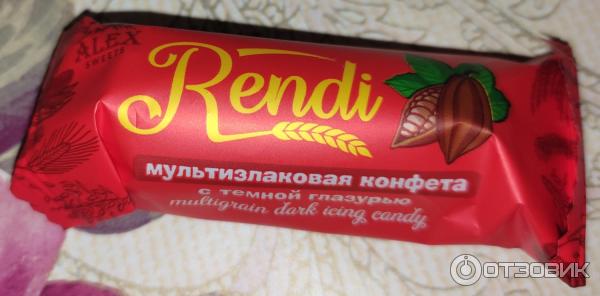 ALEX
SWEETS
Rendi
мультизлаковая конфета
с темной глазурью
multigrain dark icing candy
ОТЗОВИК